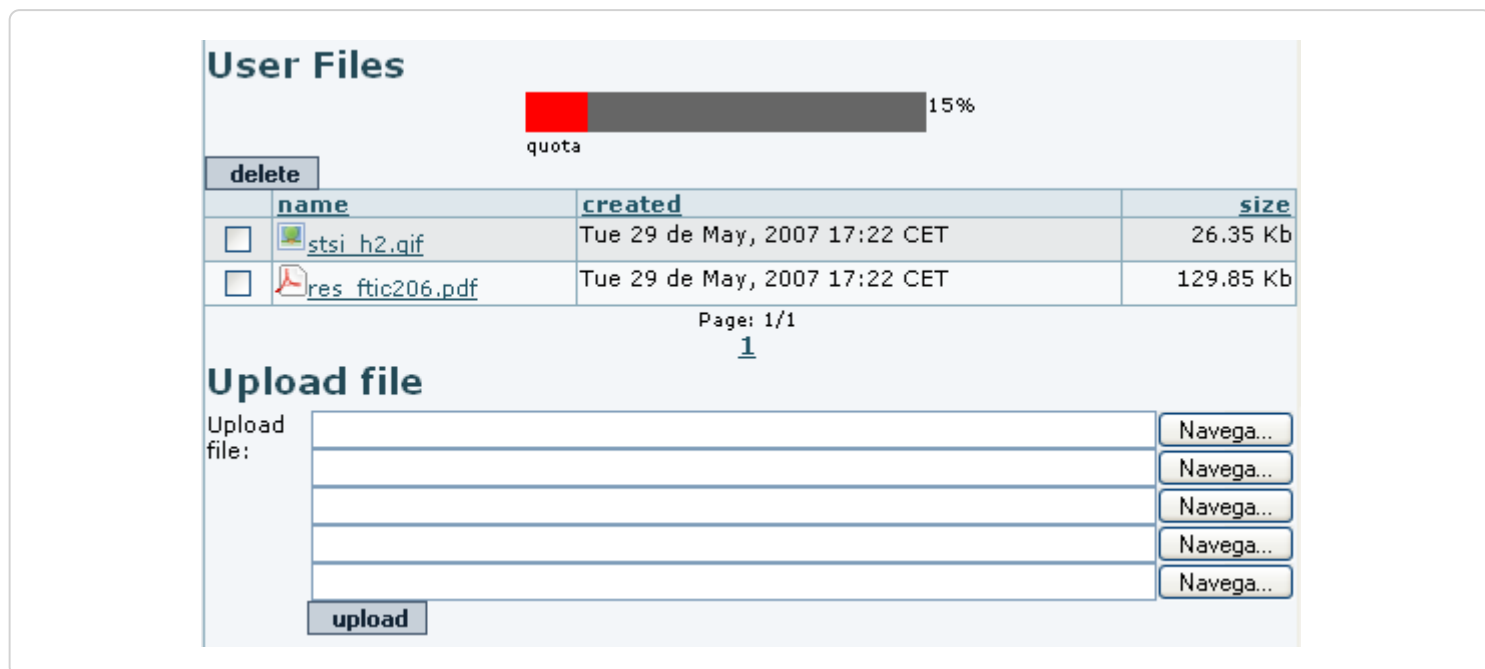 User Files
15%
quota
delete
name created size
stsi_h2.gif Tue 29 de May, 2007 17:22 CET 26.35 Kb
res_ftic206.pdf Tue 29 de May, 2007 17:22 CET 129.85 Kb
Page: 1/1
1
Upload file
Upload file:
Navega...
Navega...
Navega...
Navega...
Navega...
upload